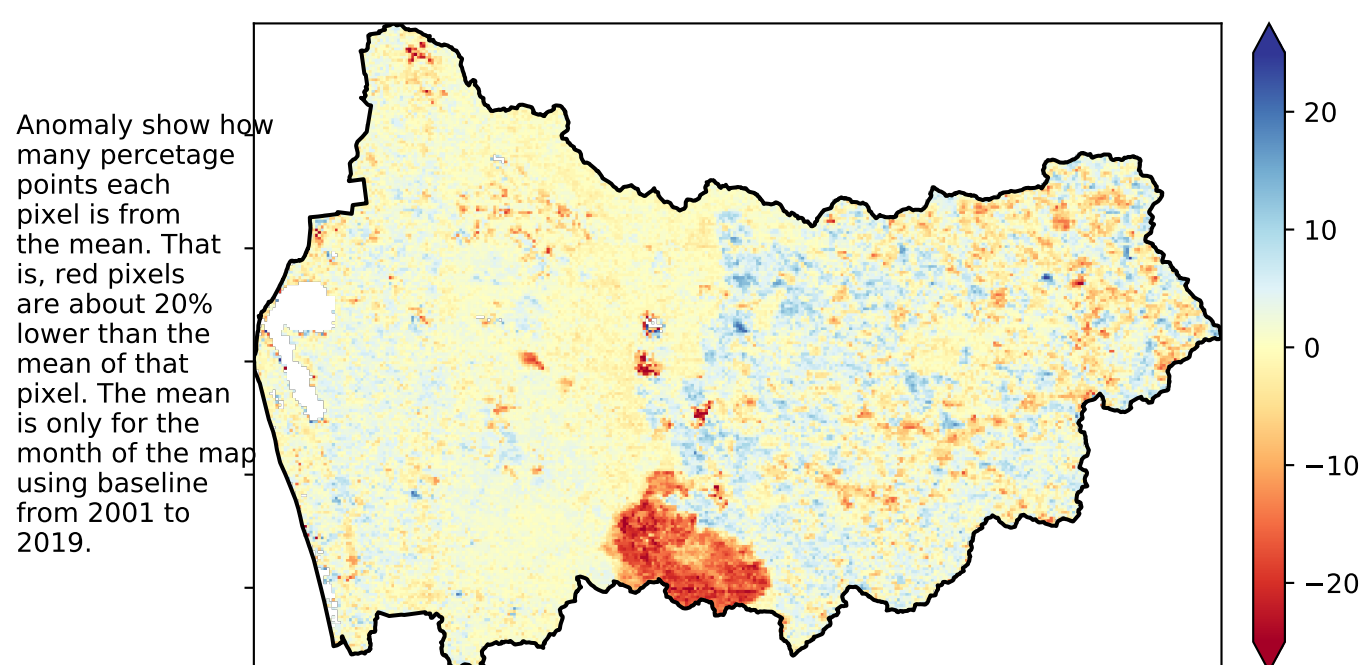 Anomaly show how
many percetage
points each
pixel is from
the mean. That
is, red pixels
are about 20%
lower than the
mean of that
pixel. The mean
is only for the
month of the map
using baseline
from 2001 to
2019.
20
10
0
−10
−20